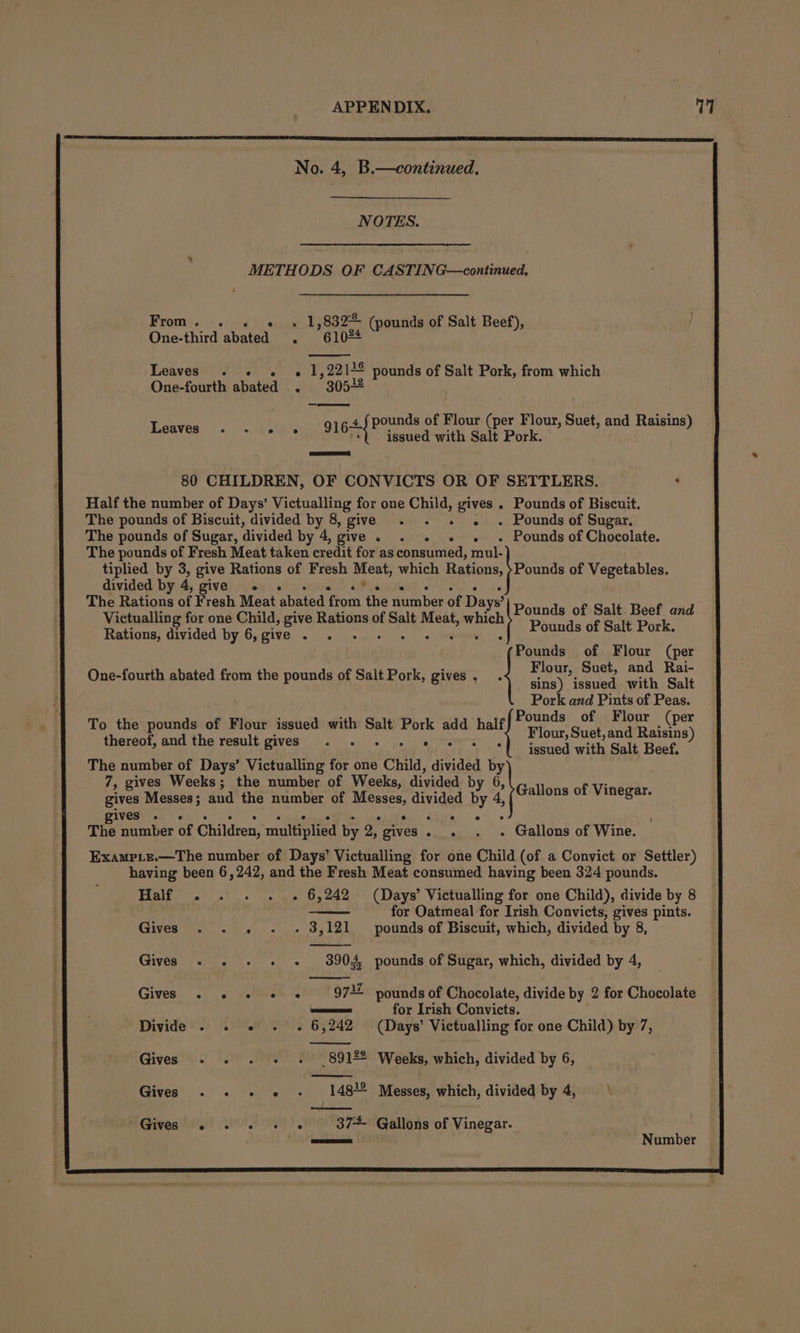 APPENDIX. 77
No. 4, B.—continued.
NOTES.
METHODS OF CASTING—continued.
From . . . . . 1,832 8 (pounds of Salt Beef),
One-third abated . 610 24
Leaves . . . . 1,221 16 pounds of Salt Pork, from which
One-fourth abated . 305 12
Leaves . . . . 916 4 { pounds of Flour (per Flour, Suet, and Raisins)
issued with Salt Pork.
80 CHILDREN, OF CONVICTS OR OF SETTLERS.
Half the number of Days’ Victualling for one Child, gives . Pounds of Biscuit.
The pounds of Biscuit, divided by 8, give . . . . . Pounds of Sugar.
The pounds of Sugar, divided by 4, give . . . . . . Pounds of Chocolate.
The pounds of Fresh Meat taken credit for as consumed, mul-
tiplied by 3, give Rations of Fresh Meat, which Rations, } Pounds of Vegetables.
divided by 4, give . . . . . . . . .
The Rations of Fresh Meat abated from the number of Days’ } Pounds of Salt Beef and
Victualling for one Child, give Rations of Salt Meat, which
Rations, divided by 6, give . . . . . . . . . Pounds of Salt Pork.
One-fourth abated from the pounds of Salt Pork, gives . . { Pounds of Flour (per
Flour, Suet, and Rai-
sins) issued with Salt
Pork and Pints of Peas.
To the pounds of Flour issued with Salt Pork add half { Pounds of Flour (per
thereof, and the result gives . . . . . . . . Flour, Suet, and Raisins)
issued with Salt Beef.
The number of Days’ Victualling for one Child, divided by
7, gives Weeks; the number of Weeks, divided by 6, } Gallons of Vinegar.
gives Messes; and the number of Messes, divided by 4,
gives . . . . . . . . . . . .
The number of Children, multiplied by 2, gives . . . . Gallons of Wine.
EXAMPLE.—The number of Days’ Victualling for one Child (of a Convict or Settler)
having been 6,242, and the Fresh Meat consumed having been 324 pounds.
Half . . . . . 6,242 (Days’ Victualling for one Child), divide by 8
for Oatmeal for Irish Convicts, gives pints.
Gives . . . . . 3,121 pounds of Biscuit, which, divided by 8,
Gives . . . . . 390 4 pounds of Sugar, which, divided by 4,
Gives . . . . . 97 17 pounds of Chocolate, divide by 2 for Chocolate
for Irish Convicts.
Divide . . . . . 6,242 (Days’ Victualling for one Child) by 7,
Gives . . . . . 891 29 Weeks, which, divided by 6,
Gives . . . . . 148 19 Messes, which, divided by 4,
Gives . . . . . 37 4 Gallons of Vinegar.
Number